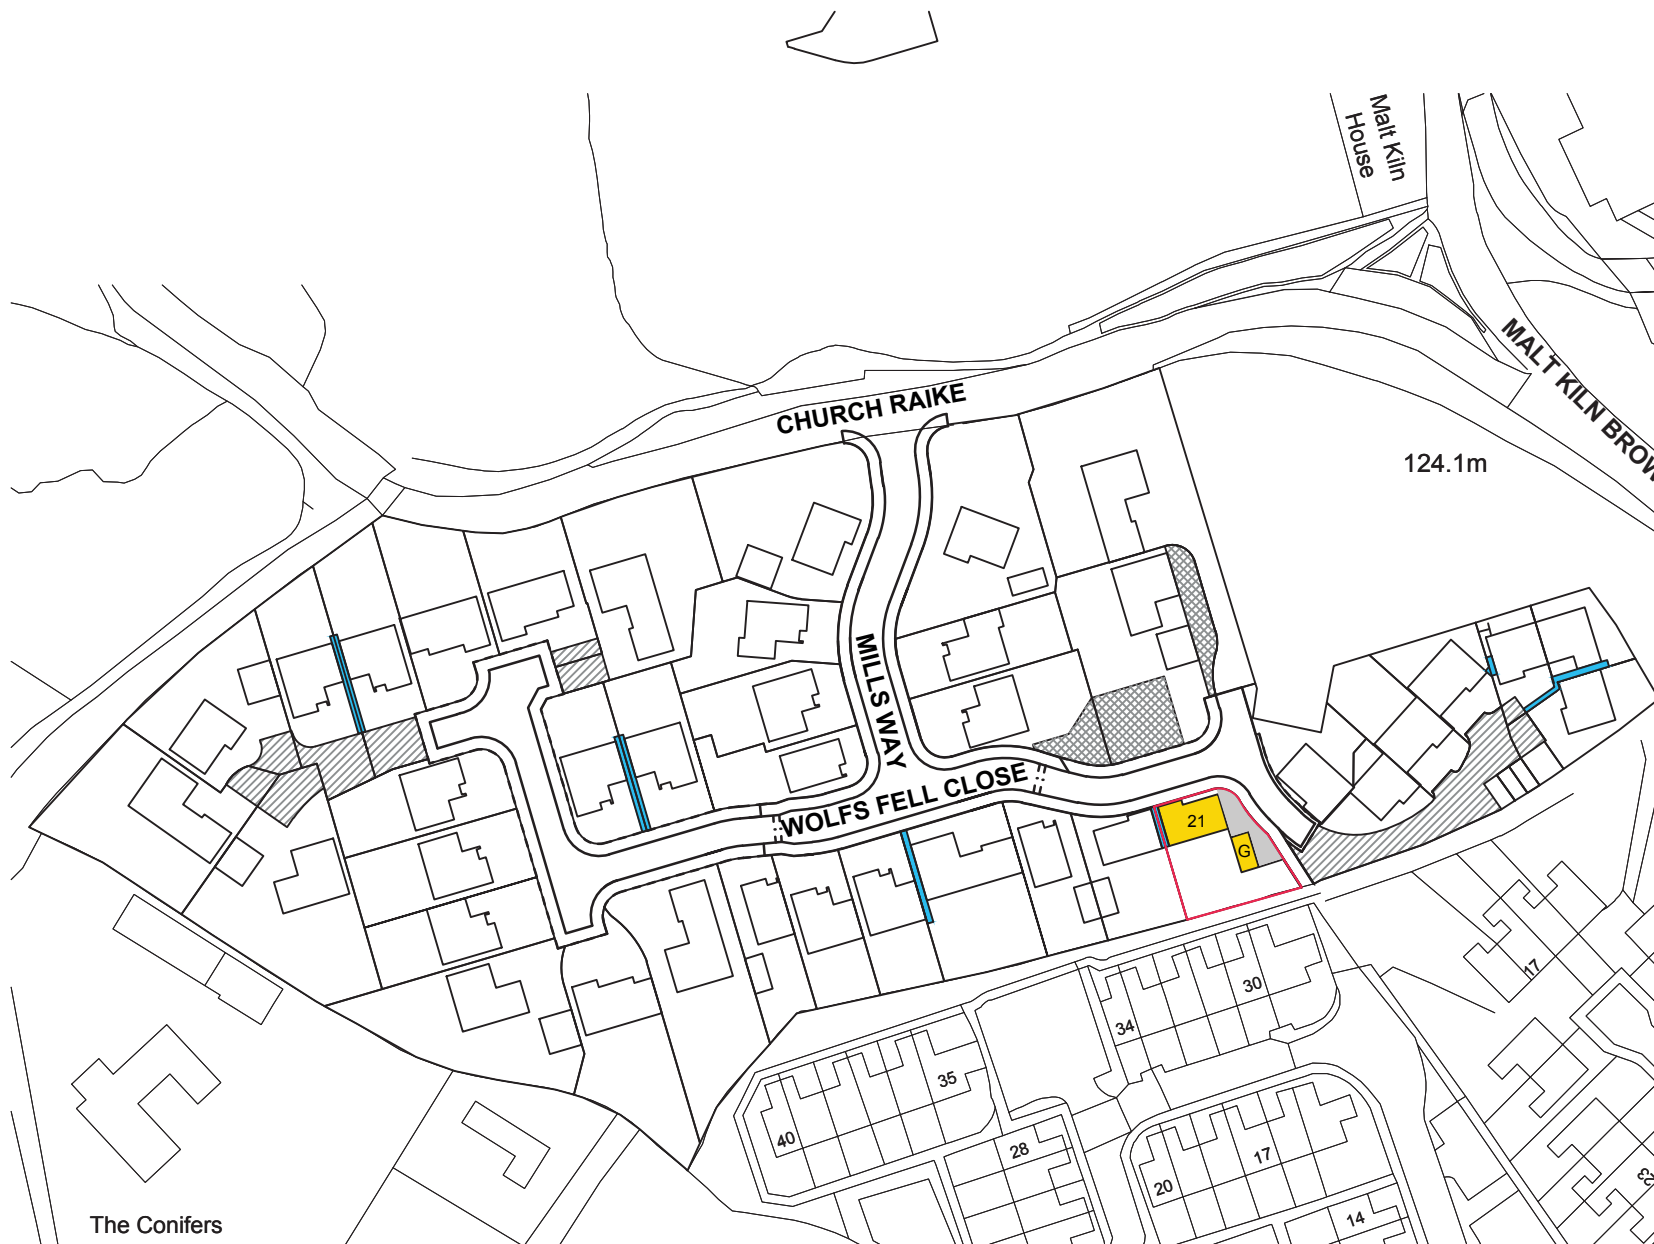 Malt Kiln
House
MALT KILN BROW
CHURCH RAIKE
124.1m
MILLS WAY
WOLFS FELL CLOSE
21
G
17
30
34
35
40
28
17
20
14
23
The Conifers